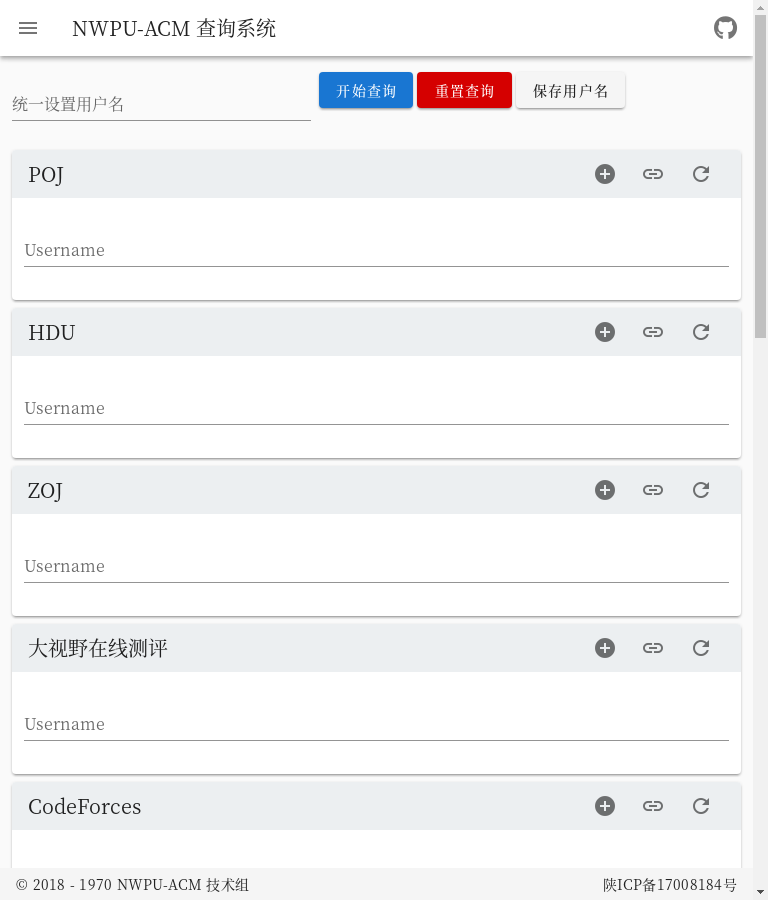 NWPU-ACM 查询系统
统一设置用户名
开始查询
重置查询
保存用户名
POJ
Username
HDU
Username
ZOJ
Username
大视野在线测评
Username
CodeForces
© 2018 - 1970 NWPU-ACM 技术组
陕ICP备17008184号